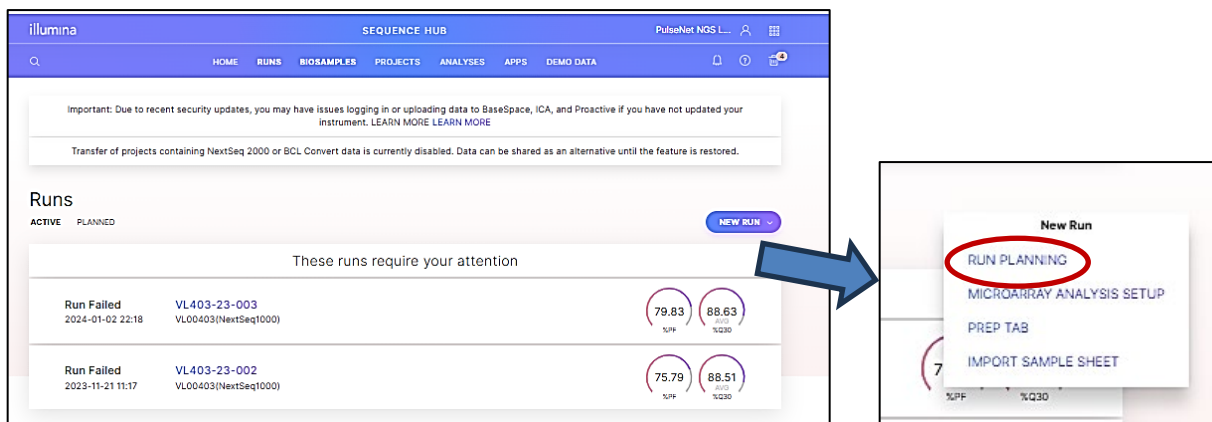 illumına
SEQUENCE HUB
PulseNet NGS L...
HOME RUNS BIOSAMPLES PROJECTS ANALYSES APPS DEMO DATA
4
Important: Due to recent security updates, you may have issues logging in or uploading data to BaseSpace, ICA, and Proactive if you have not updated your
instrument. LEARN MORE LEARN MORE
Transfer of projects containing NextSeq 2000 or BCL Convert data is currently disabled. Data can be shared as an alternative until the feature is restored.
Runs
ACTIVE PLANNED
NEW RUN
These runs require your attention
Run Failed VL403-23-003
2024-01-02 22:18 VL00403(NextSeq1000)
79.83 88.63
AVG
%PF %Q30
Run Failed VL403-23-002
2023-11-21 11:17 VL00403(NextSeq1000)
75.79 88.51
AVG
%PF %Q30
New Run
RUN PLANNING
MICROARRAY ANALYSIS SETUP
PREP TAB
IMPORT SAMPLE SHEET
7
%PF %Q30